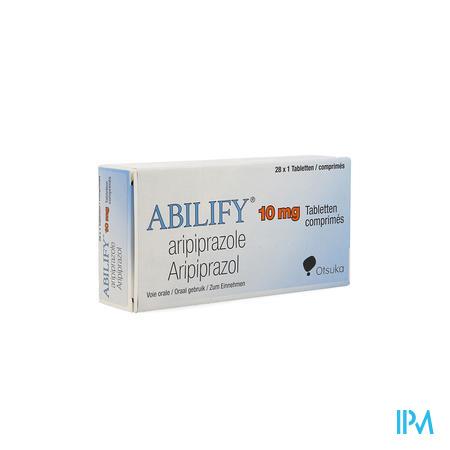 28 x 1 Tabletten / comprimés
ABILIFY® 10 mg Tabletten
comprimés
aripiprazole
Aripiprazol
Otsuka
Voie orale / Oraal gebruik / Zum Einnehmen
ABILIFY 10 mg
aripiprazole
Aripiprazol
IPM